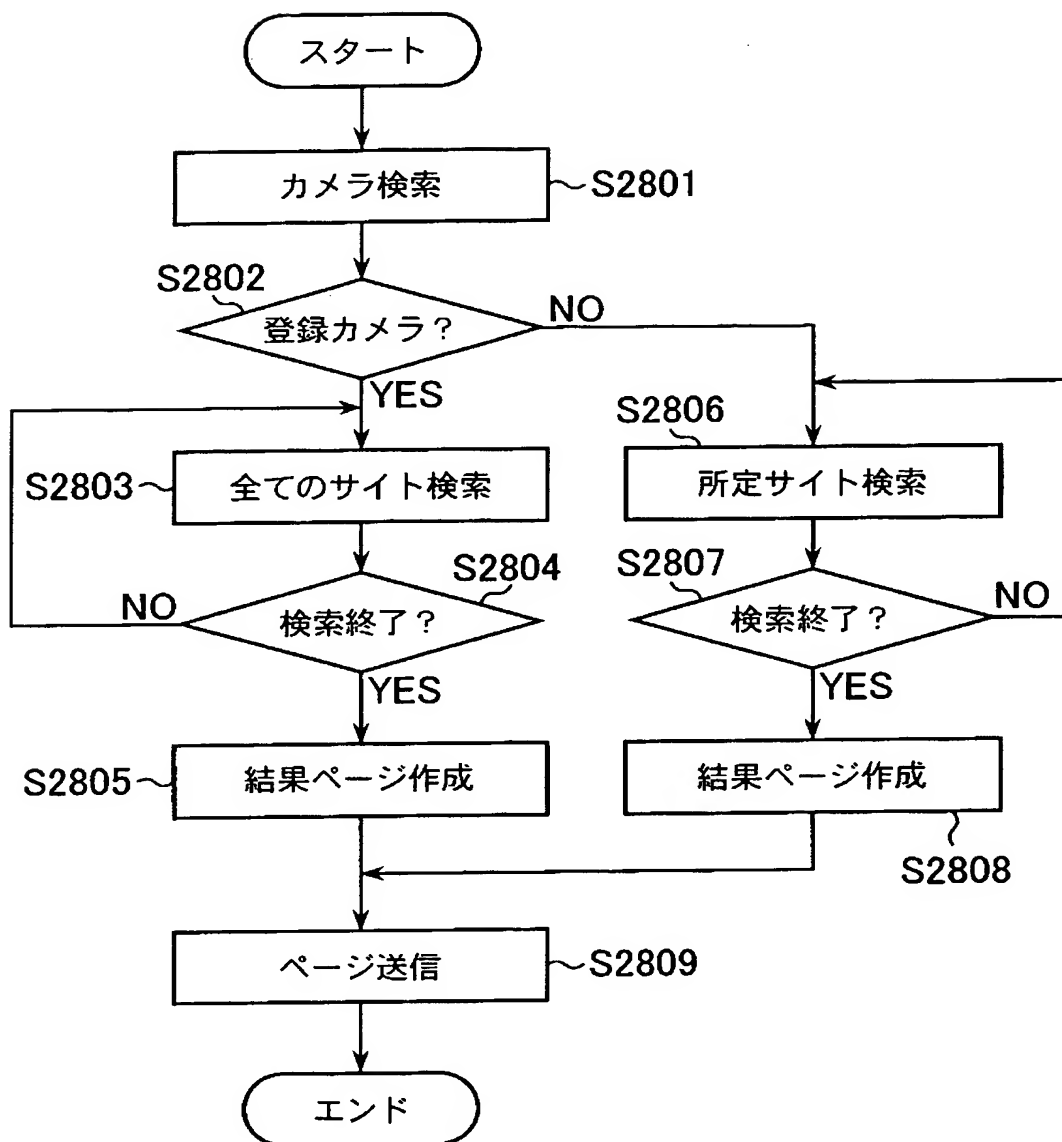 スタート
カメラ検索
S2801
S2802
登録カメラ？
NO
YES
S2803
全てのサイト検索
S2806
所定サイト検索
S2804
検索終了？
NO
YES
S2807
検索終了？
NO
YES
S2805
結果ページ作成
結果ページ作成
S2808
ページ送信
S2809
エンド